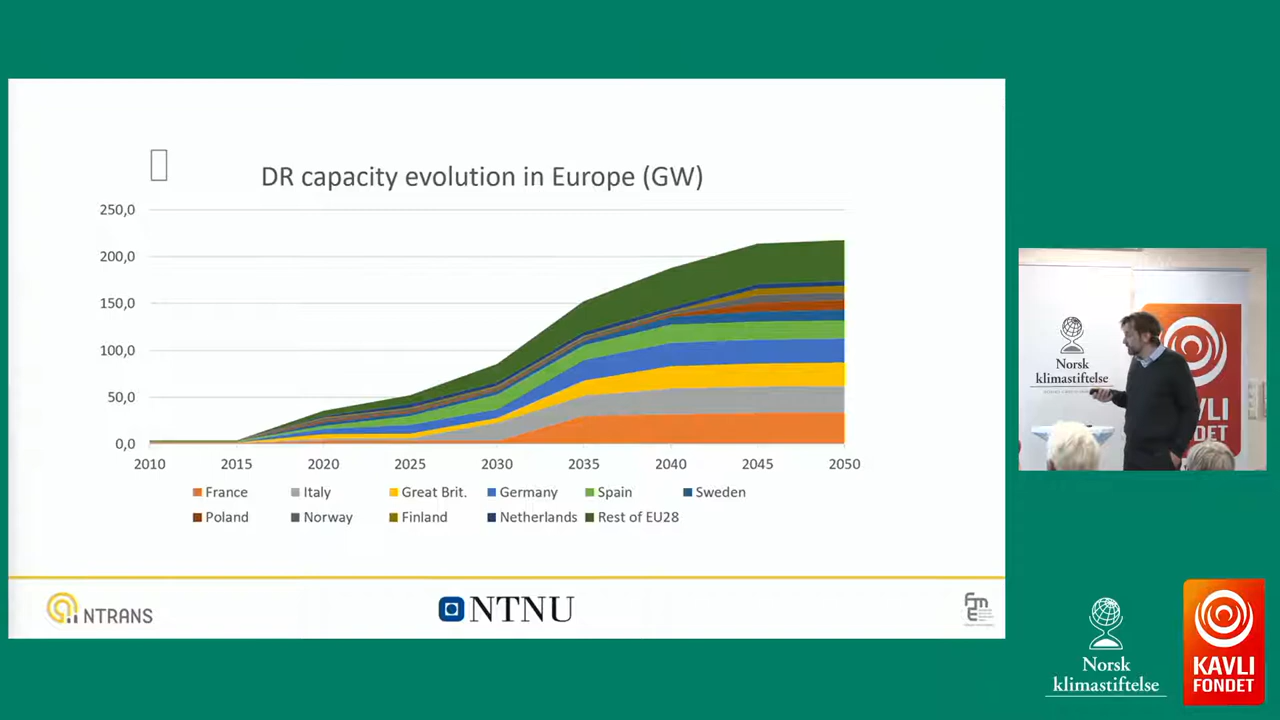 DR capacity evolution in Europe (GW)
250,0
200,0
150,0
100,0
50,0
0,0
2010 2015 2020 2025 2030 2035 2040 2045 2050
France Italy Great Brit. Germany Spain Sweden
Poland Norway Finland Netherlands Rest of EU28
NTRANS
NTNU
fme
Norsk
klimastiftelse
KAVLI
FONDET
Norsk
klimastiftelse
KAVLI
FONDET